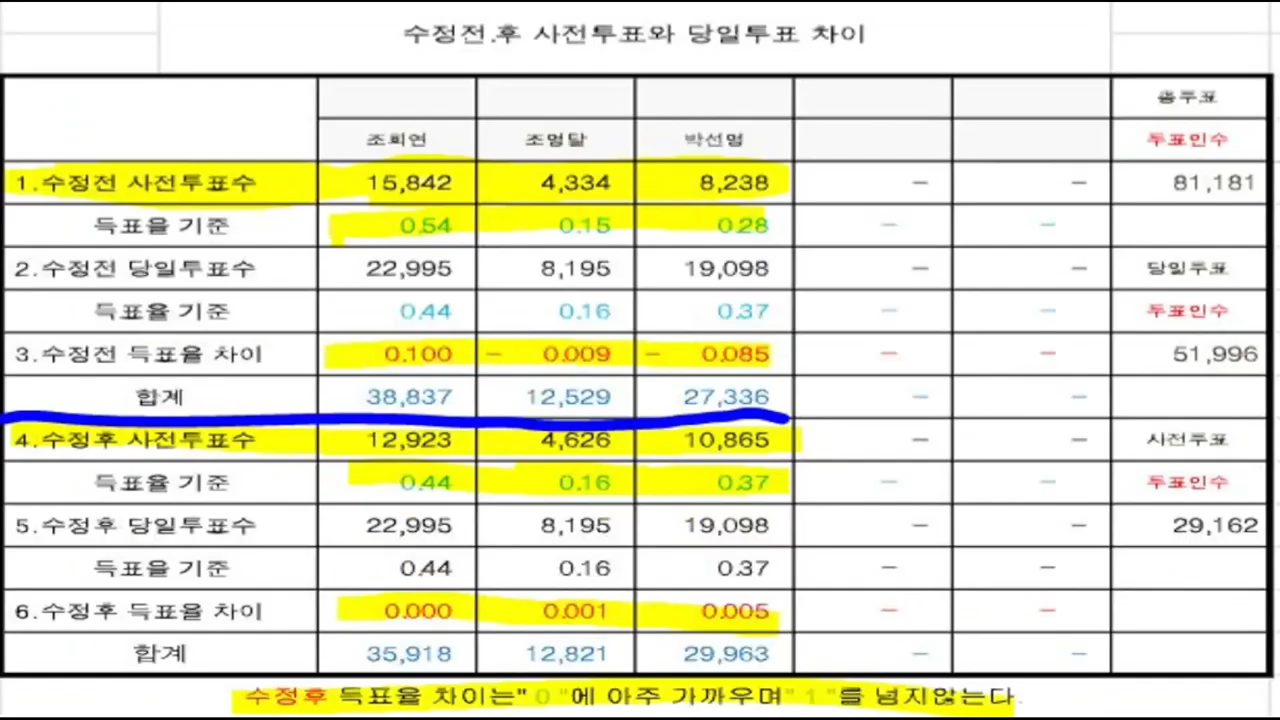 수정전.후 사전투표와 당일투표 차이
총투표
조희연 조영달 박선영 투표인수
1.수정전 사전투표수 15,842 4,334 8,238 - - 81,181
득표율 기준 0.54 0.15 0.28 - -
2.수정전 당일투표수 22,995 8,195 19,098 - - 당일투표
득표율 기준 0.44 0.16 0.37 - - 투표인수
3.수정전 득표율 차이 0.100 - 0.009 - 0.085 - - 51,996
합계 38,837 12,529 27,336 - -
4.수정후 사전투표수 12,923 4,626 10,865 - - 사전투표
득표율 기준 0.44 0.16 0.37 - - 투표인수
5.수정후 당일투표수 22,995 8,195 19,098 - - 29,162
득표율 기준 0.44 0.16 0.37 - -
6.수정후 득표율 차이 0.000 0.001 0.005 - -
합계 35,918 12,821 29,963 - -
수정후 득표율 차이는"0"에 아주 가까우며"1"를 넘지않는다.